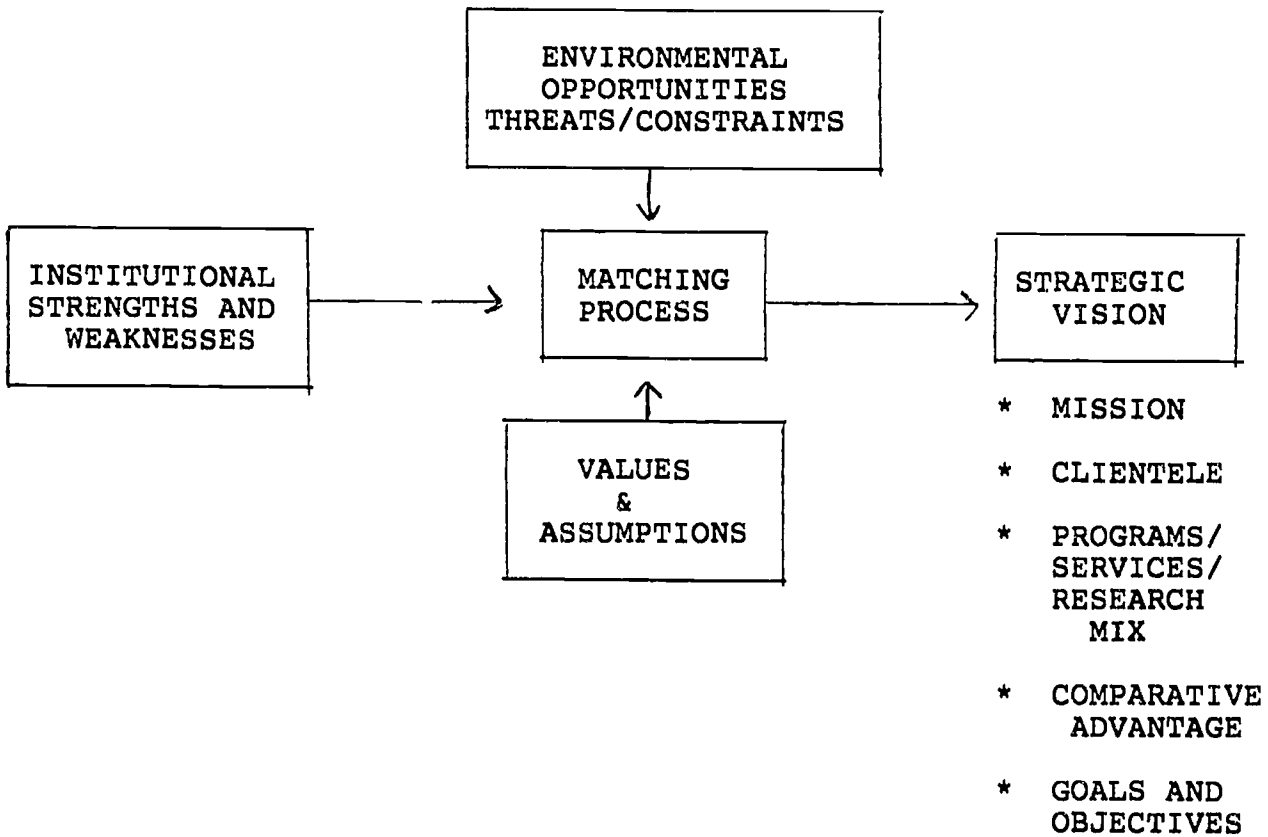 ENVIRONMENTAL
OPPORTUNITIES
THREATS/CONSTRAINTS
INSTITUTIONAL
STRENGTHS AND
WEAKNESSES
MATCHING
PROCESS
STRATEGIC
VISION
VALUES
&
ASSUMPTIONS
* MISSION
* CLIENTELE
* PROGRAMS/
SERVICES/
RESEARCH
MIX
* COMPARATIVE
ADVANTAGE
* GOALS AND
OBJECTIVES